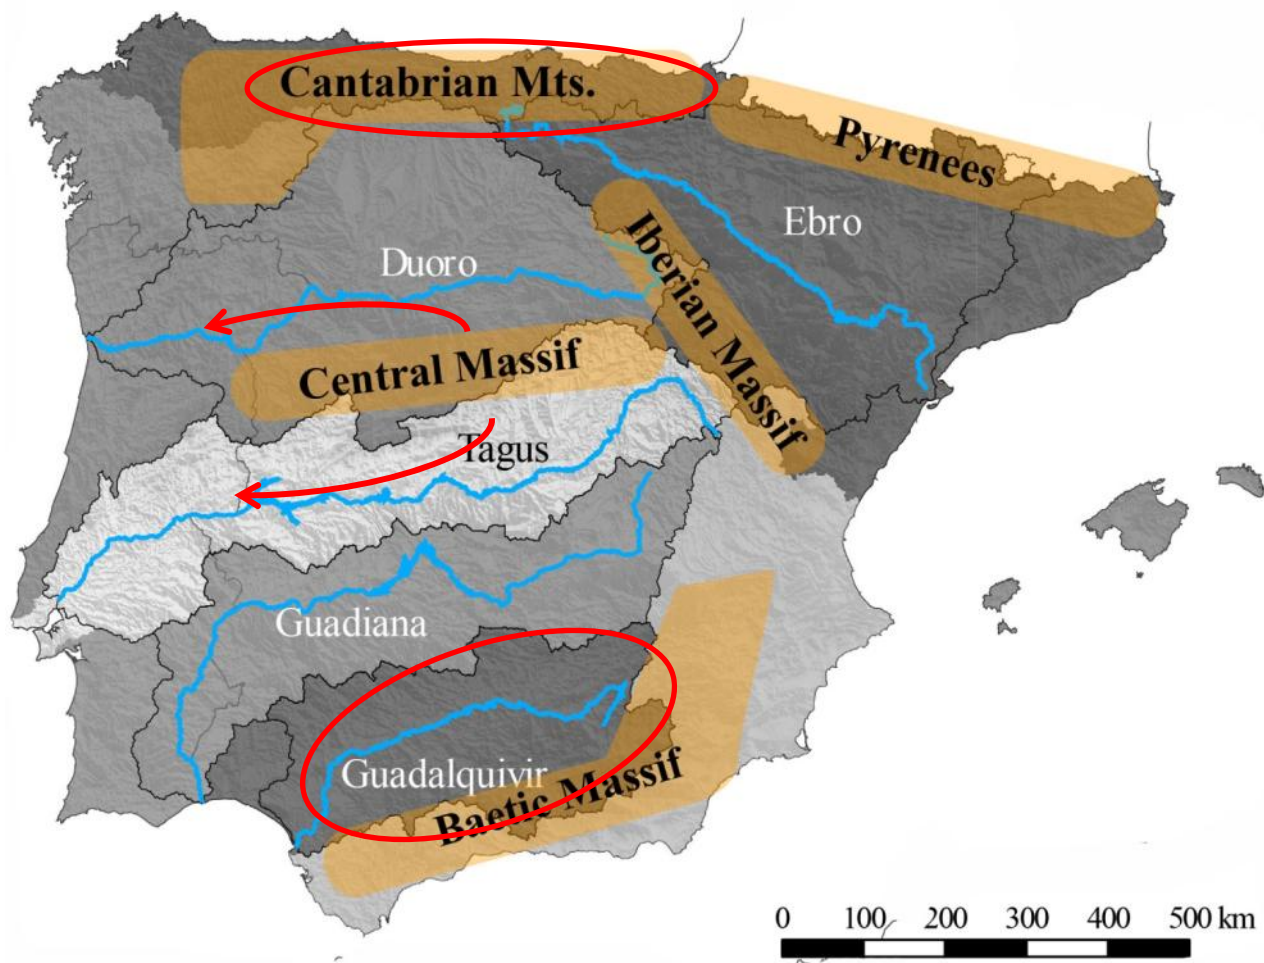 Cantabrian Mts.
Pyrenees
Ebro
Iberian Massif
Duoro
Central Massif
Tagus
Guadiana
Guadalquivir
Baetic Massif
0 100 200 300 400 500 km